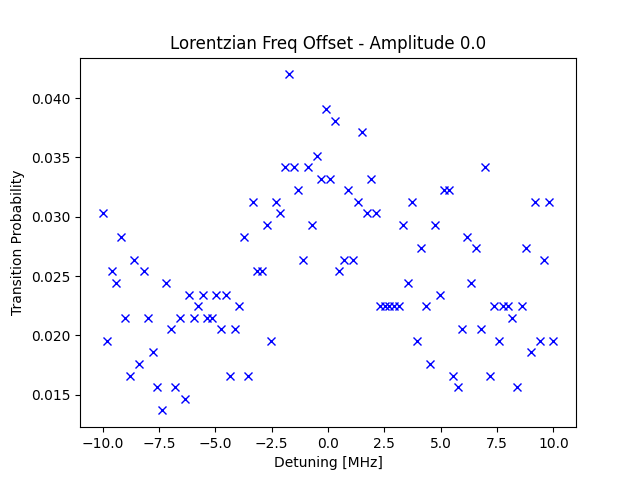 Lorentzian Freq Offset - Amplitude 0.0
Transition Probability
0.040
0.035
0.030
0.025
0.020
0.015
−10.0 −7.5 −5.0 −2.5 0.0 2.5 5.0 7.5 10.0
Detuning [MHz]